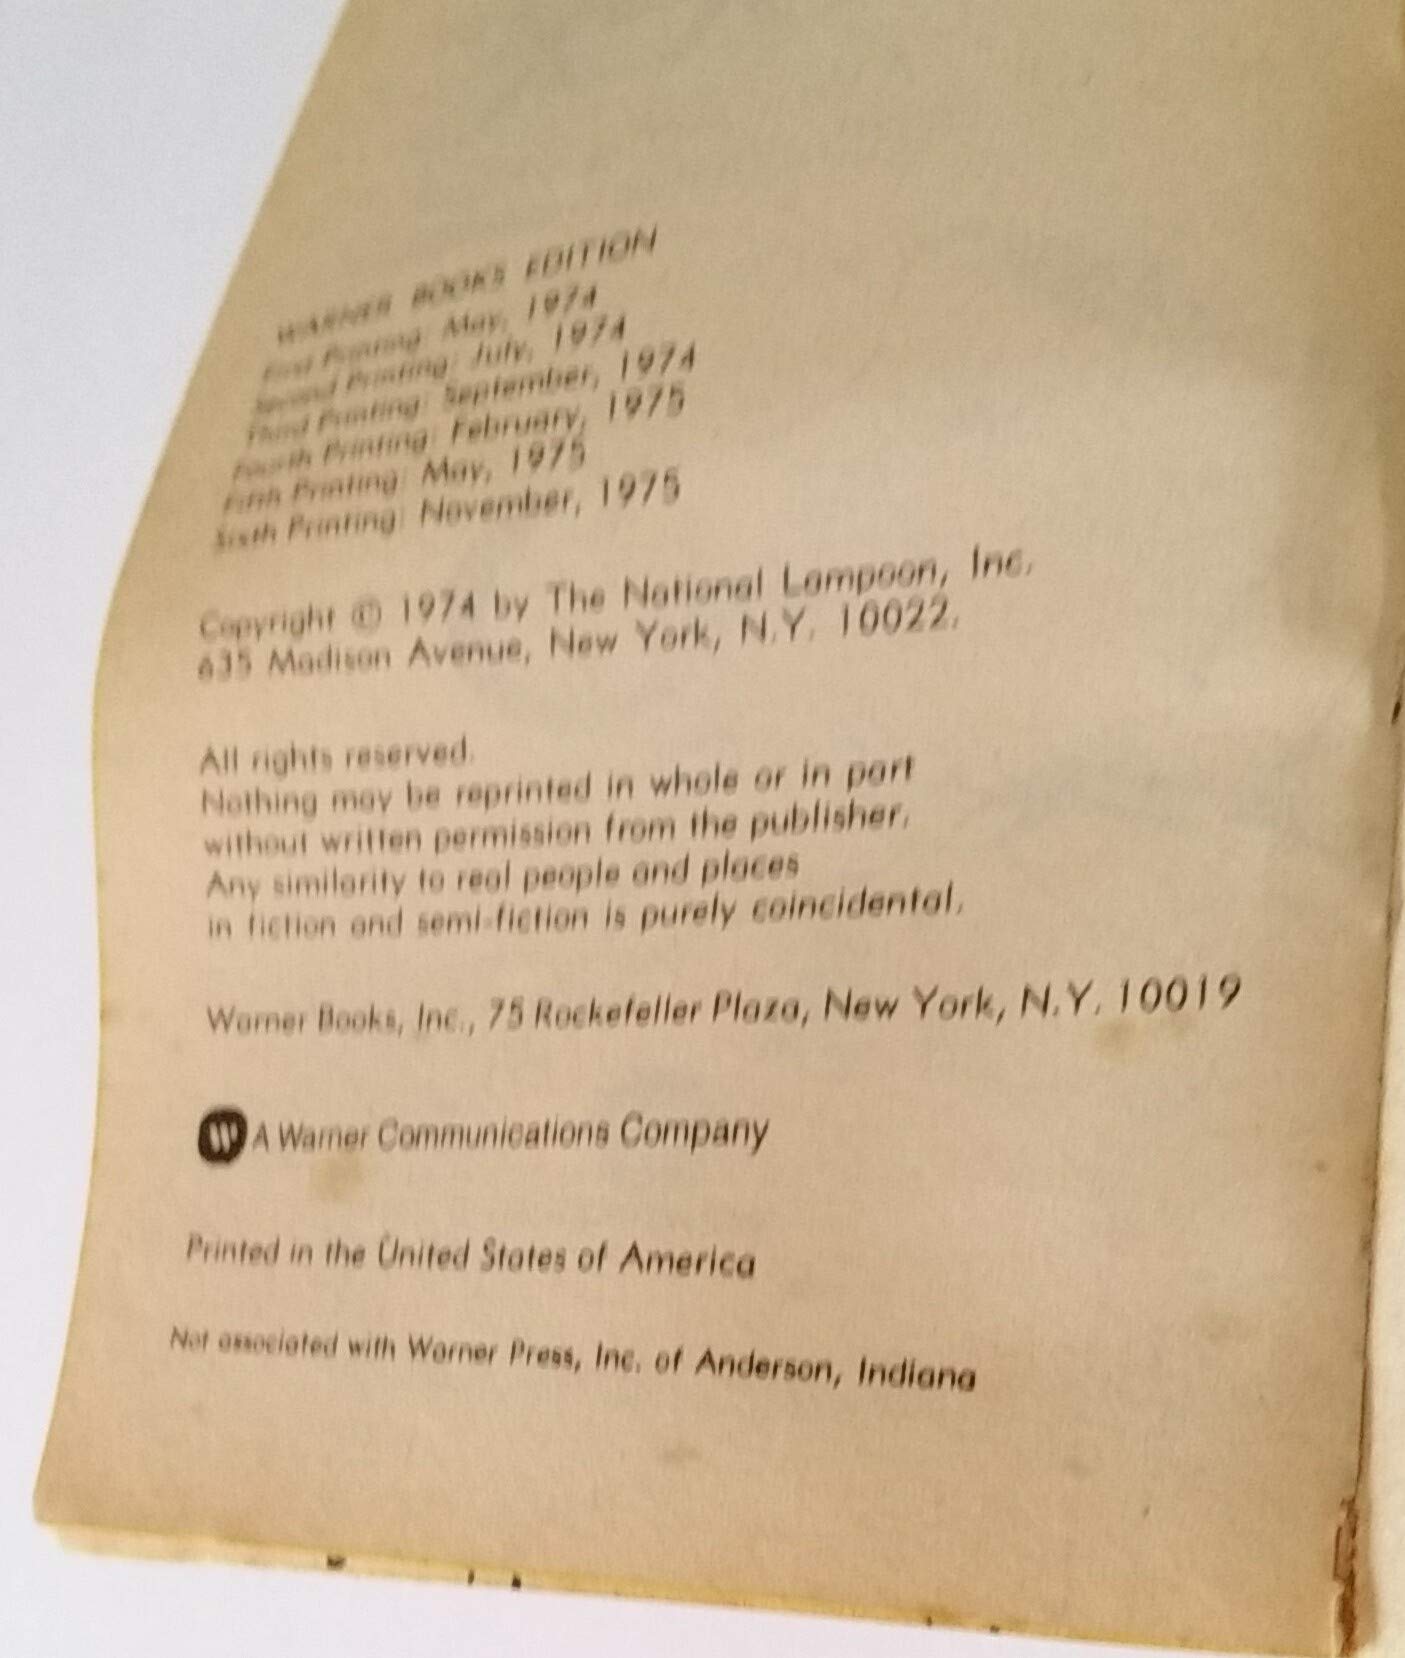 WARNER BOOKS EDITION
First Printing: May, 1974
Second Printing: July, 1974
Third Printing: September, 1974
Fourth Printing: February, 1975
Fifth Printing: May, 1975
Sixth Printing: November, 1975
Copyright © 1974 by The National Lampoon, Inc.
635 Madison Avenue, New York, N.Y. 10022.
All rights reserved.
Nothing may be reprinted in whole or in part
without written permission from the publisher.
Any similarity to real people and places
in fiction and semi-fiction is purely coincidental.
Warner Books, Inc., 75 Rockefeller Plaza, New York, N.Y. 10019
W A Warner Communications Company
Printed in the United States of America
Not associated with Warner Press, Inc. of Anderson, Indiana